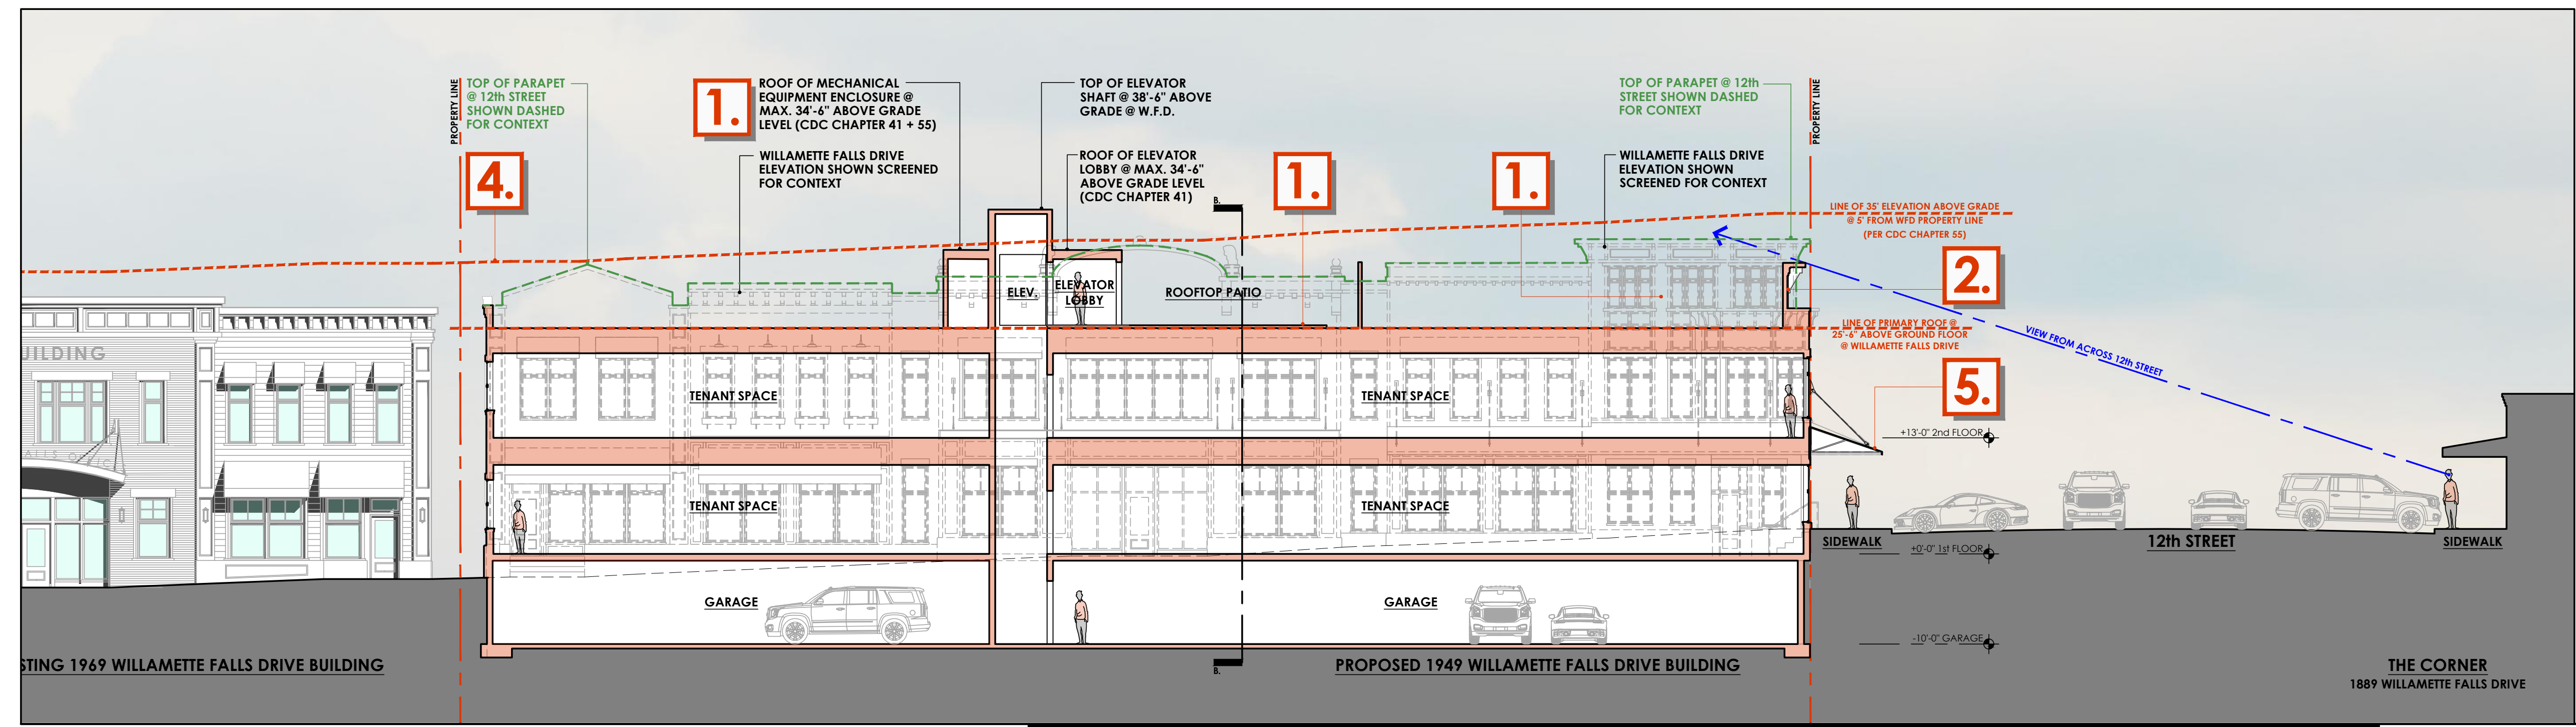 PROPERTY LINE
TOP OF PARAPET
@ 12th STREET
SHOWN DASHED
FOR CONTEXT
4.
1.
ROOF OF MECHANICAL
EQUIPMENT ENCLOSURE @
MAX. 34'-6" ABOVE GRADE
LEVEL (CDC CHAPTER 41 + 55)
WILLAMETTE FALLS DRIVE
ELEVATION SHOWN SCREENED
FOR CONTEXT
TOP OF ELEVATOR
SHAFT @ 38'-6" ABOVE
GRADE @ W.F.D.
ROOF OF ELEVATOR
LOBBY @ MAX. 34'-6"
ABOVE GRADE LEVEL
(CDC CHAPTER 41)
B.
1.
1.
TOP OF PARAPET @ 12th
STREET SHOWN DASHED
FOR CONTEXT
WILLAMETTE FALLS DRIVE
ELEVATION SHOWN
SCREENED FOR CONTEXT
PROPERTY LINE
LINE OF 35' ELEVATION ABOVE GRADE
@ 5' FROM WFD PROPERTY LINE
(PER CDC CHAPTER 55)
2.
LINE OF PRIMARY ROOF @
25'-6" ABOVE GROUND FLOOR
@ WILLAMETTE FALLS DRIVE
VIEW FROM ACROSS 12th STREET
5.
ELEV.
ELEVATOR
LOBBY
ROOFTOP PATIO
UILDING
ALLS OFFIC
TENANT SPACE
TENANT SPACE
+13'-0" 2nd FLOOR
TENANT SPACE
TENANT SPACE
SIDEWALK
+0'-0" 1st FLOOR
12th STREET
SIDEWALK
GARAGE
GARAGE
-10'-0" GARAGE
STING 1969 WILLAMETTE FALLS DRIVE BUILDING
B.
PROPOSED 1949 WILLAMETTE FALLS DRIVE BUILDING
THE CORNER
1889 WILLAMETTE FALLS DRIVE